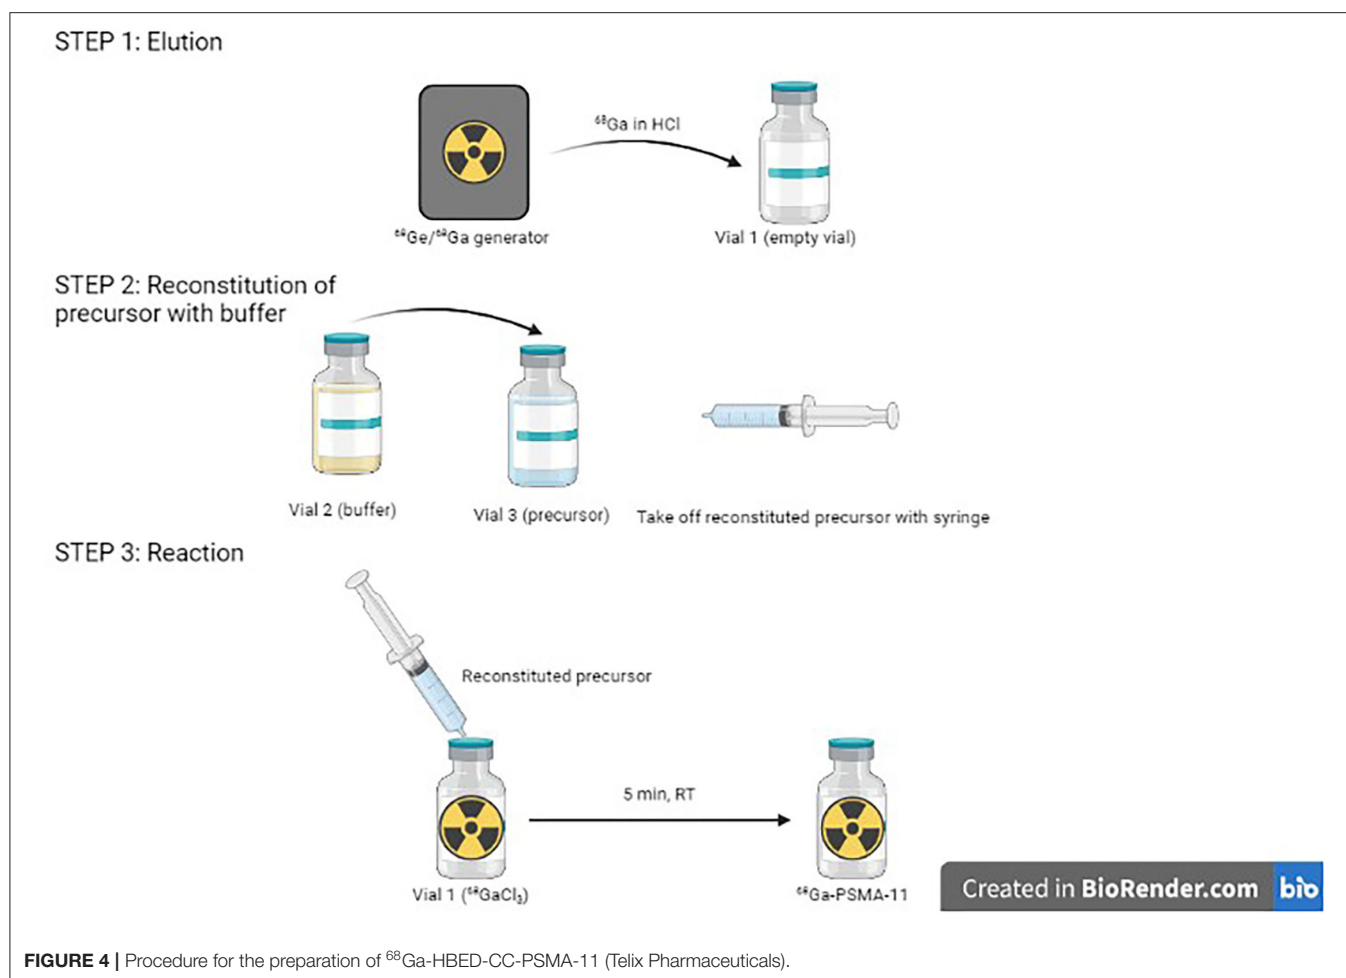 STEP 1: Elution
⁶⁸Ga in HCl
⁶⁸Ge/⁶⁸Ga generator
Vial 1 (empty vial)
STEP 2: Reconstitution of
precursor with buffer
Vial 2 (buffer)
Vial 3 (precursor)
Take off reconstituted precursor with syringe
STEP 3: Reaction
Reconstituted precursor
5 min, RT
Vial 1 (⁶⁸GaCl₃)
⁶⁸Ga-PSMA-11
Created in BioRender.com bio
FIGURE 4 | Procedure for the preparation of ⁶⁸Ga-HBED-CC-PSMA-11 (Telix Pharmaceuticals).